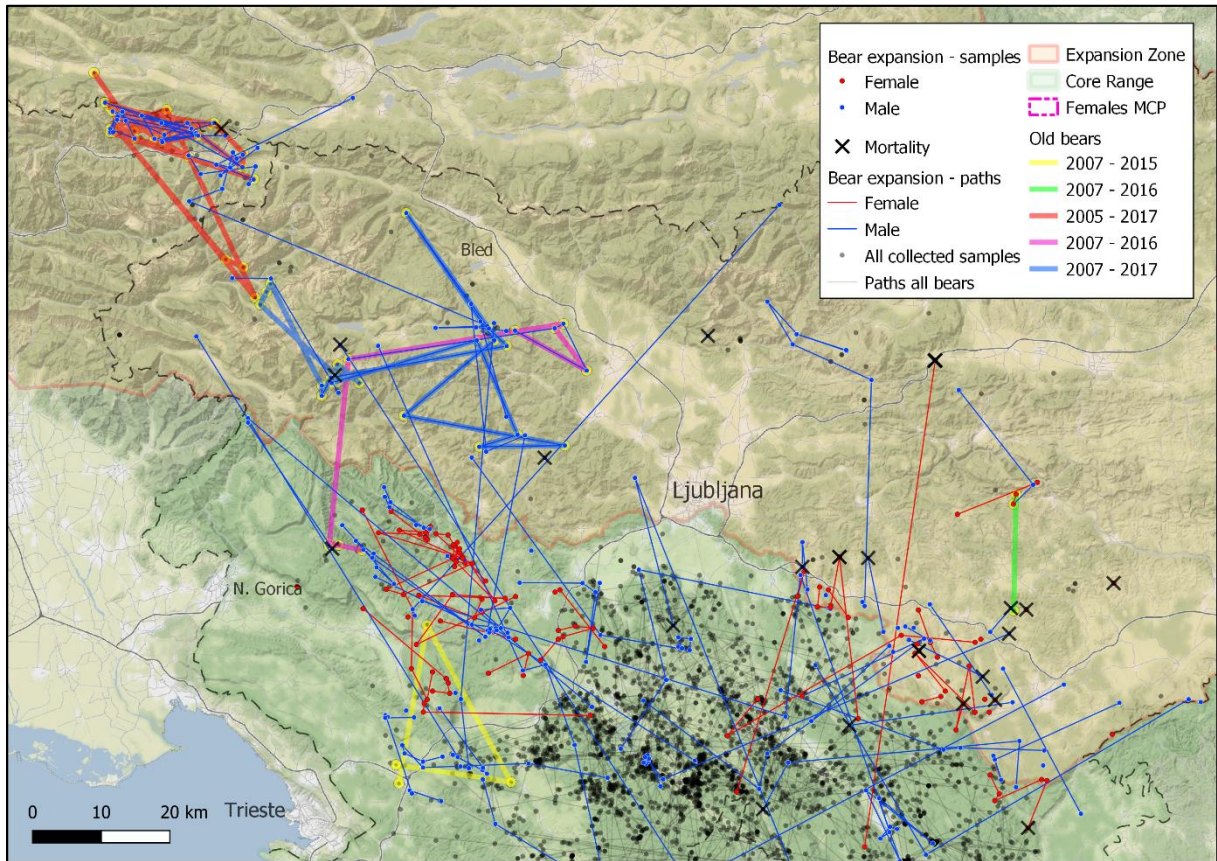 Bear expansion - samples
Female
Male
Mortality
Bear expansion - paths
Female
Male
All collected samples
Paths all bears
Expansion Zone
Core Range
Females MCP
Old bears
2007 - 2015
2007 - 2016
2005 - 2017
2007 - 2016
2007 - 2017
Bled
Ljubljana
N. Gorica
Trieste
0 10 20 km